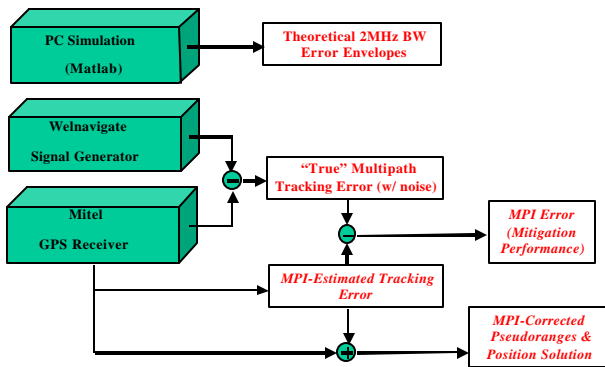 PC Simulation
(Matlab)
Theoretical 2MHz BW
Error Envelopes
Welnavigate
Signal Generator
“True” Multipath
Tracking Error (w/ noise)
Mitel
GPS Receiver
MPI Error
(Mitigation
Performance)
MPI-Estimated Tracking
Error
MPI-Corrected
Pseudoranges &
Position Solution